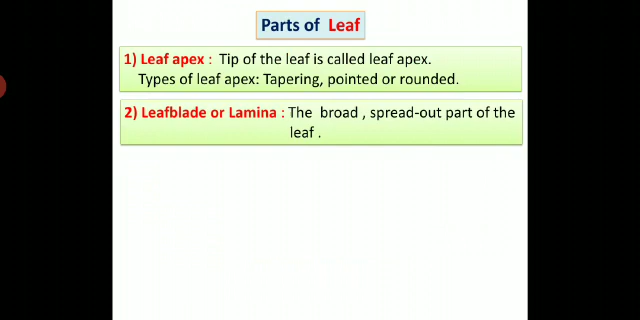 Parts of Leaf
1) Leaf apex : Tip of the leaf is called leaf apex.
Types of leaf apex: Tapering, pointed or rounded.
2) Leafblade or Lamina : The broad , spread-out part of the
leaf .